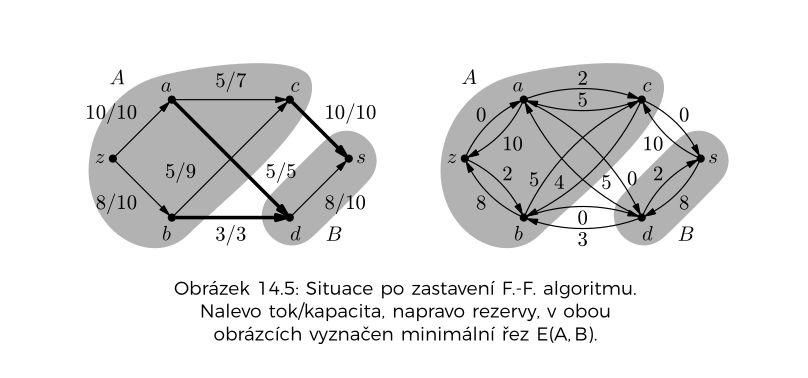 A
a
5/7
c
10/10
10/10
z
5/9
5/5
s
8/10
8/10
b
3/3
d
B
A
a
2
c
5
0
0
10
10
z
2
5
4
5
0
2
s
8
8
0
b
3
d
B
Obrázek 14.5: Situace po zastavení F.-F. algoritmu.
Nalevo tok/kapacita, napravo rezervy, v obou
obrázcích vyznačen minimální řez E(A, B).